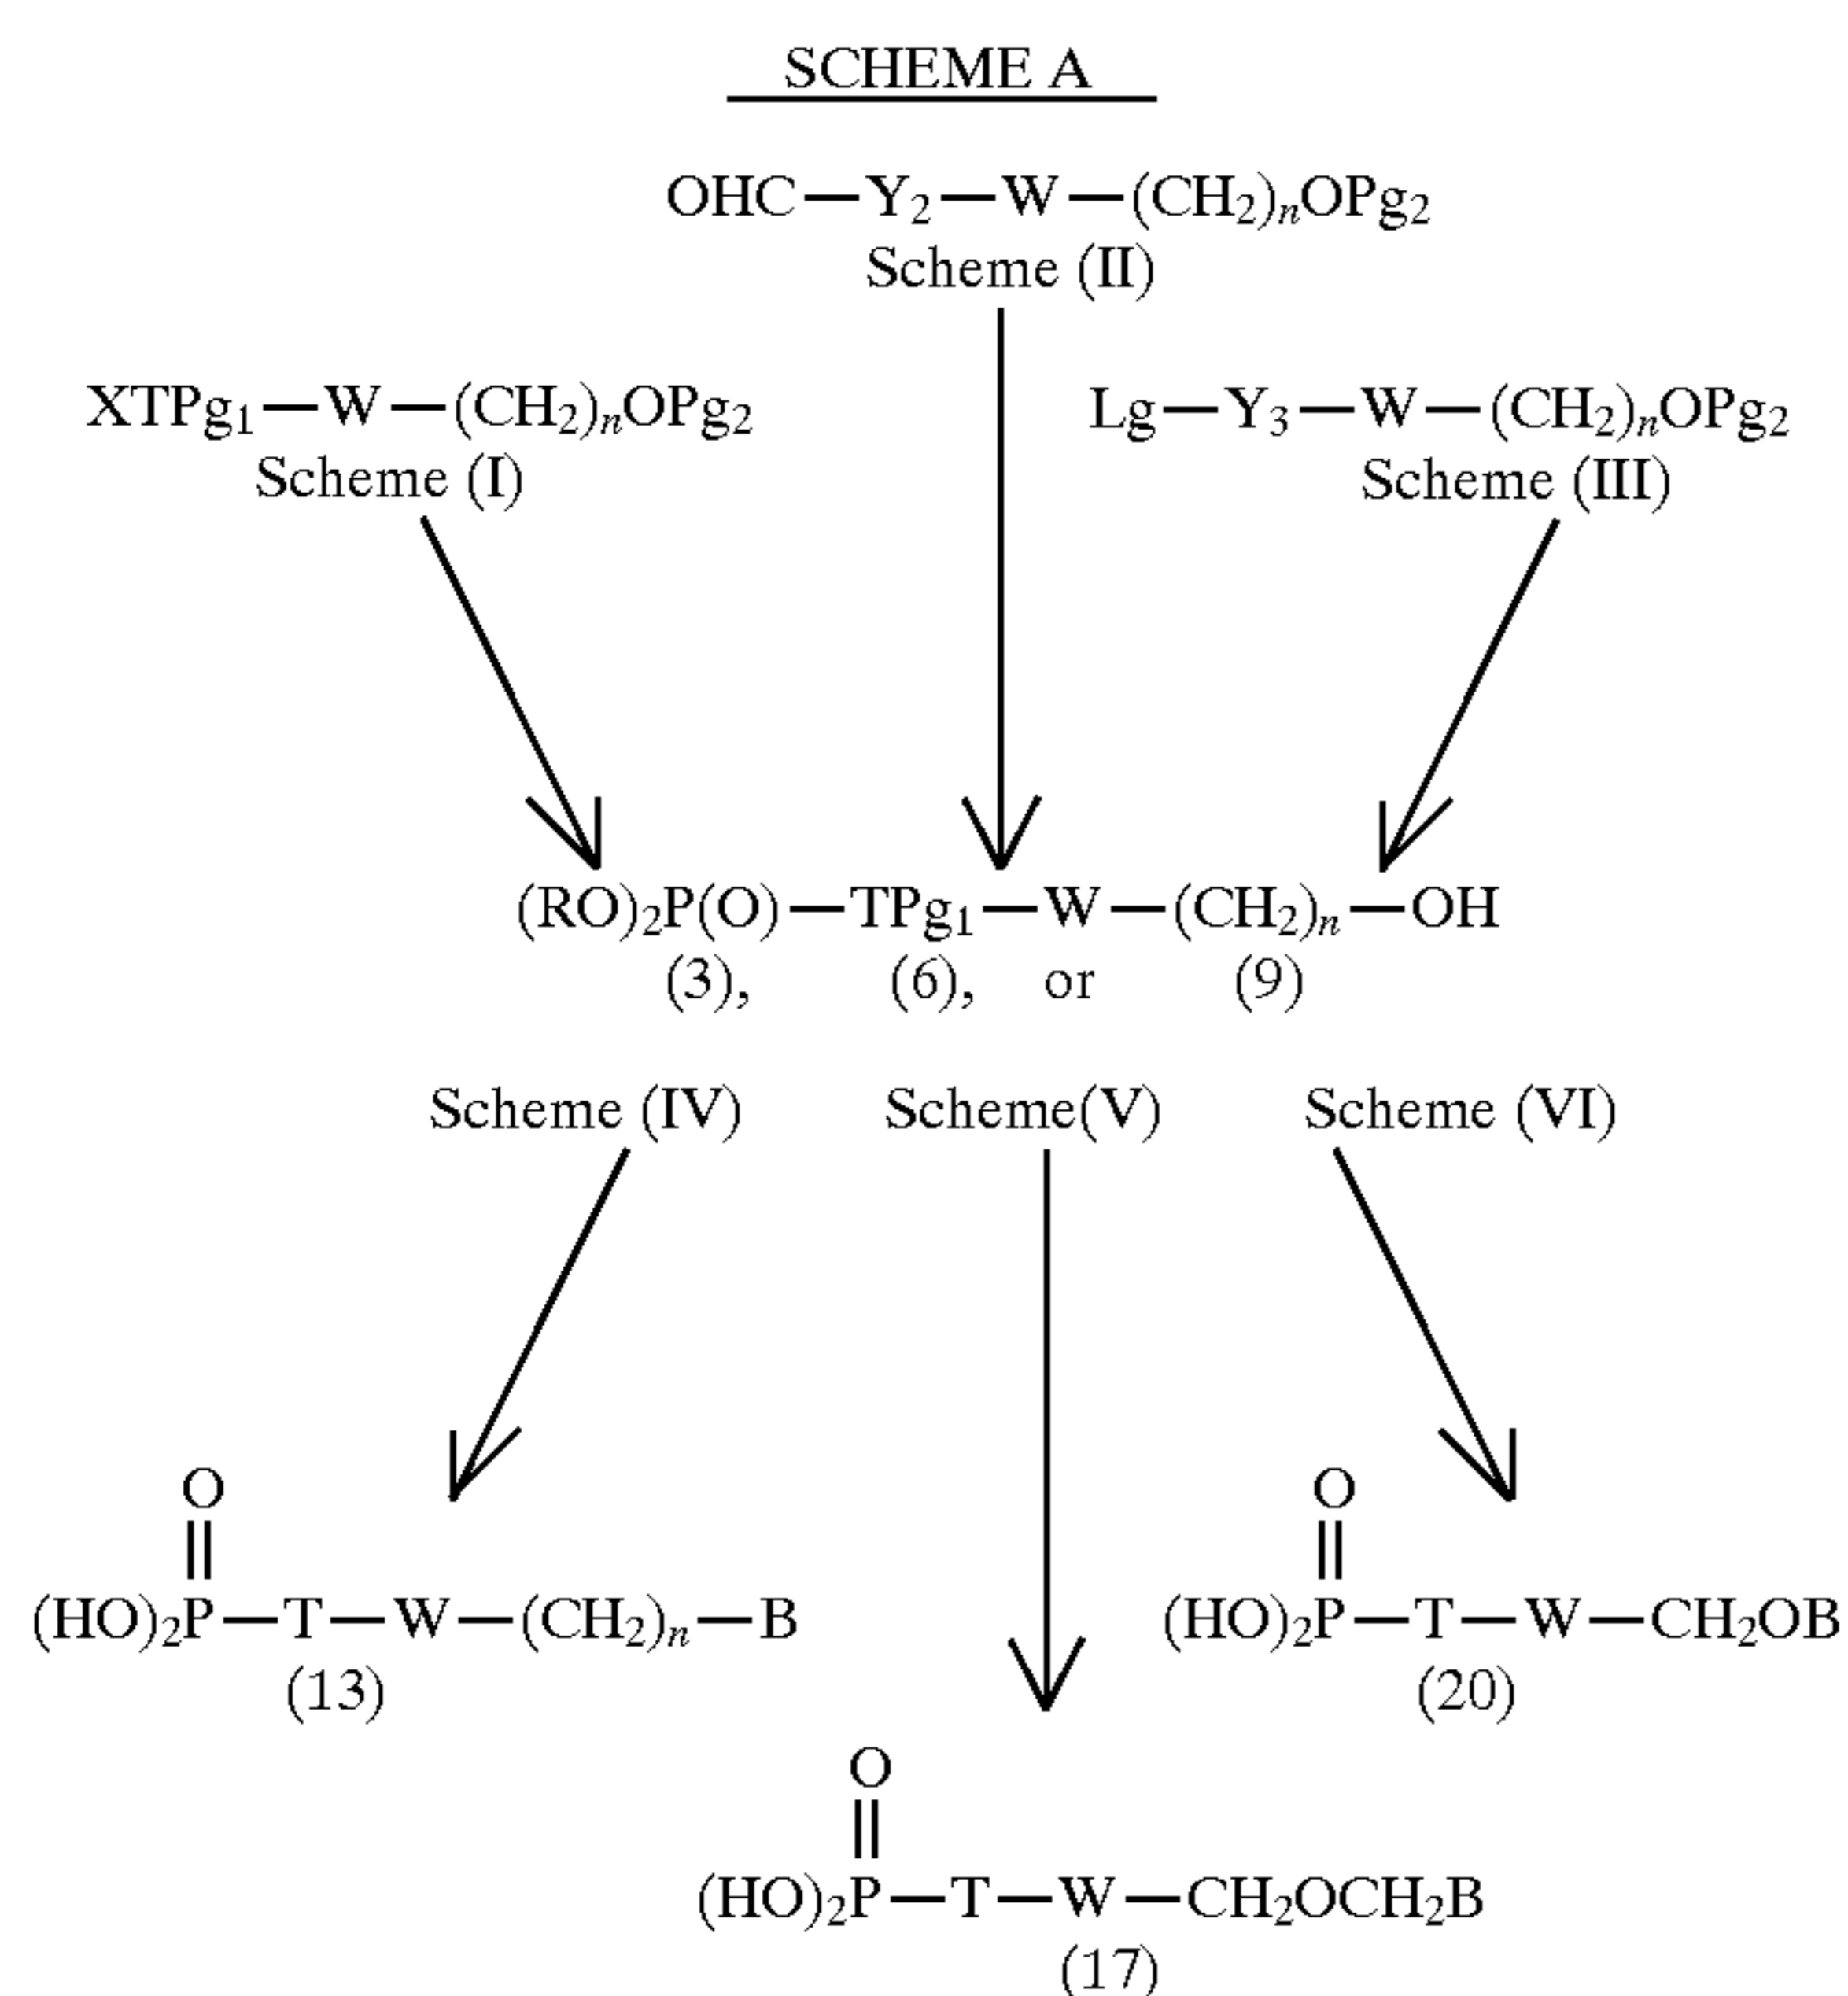 SCHEME A
OHC—Y2—W—(CH2)nOPg2
Scheme (II)
XTPg1—W—(CH2)nOPg2
Scheme (I)
Lg—Y3—W—(CH2)nOPg2
Scheme (III)
(RO)2P(O)—TPg1—W—(CH2)n—OH
(3), (6), or (9)
Scheme (IV) Scheme(V) Scheme (VI)
O
(HO)2P—T—W—(CH2)n—B
(13)
O
(HO)2P—T—W—CH2OB
(20)
O
(HO)2P—T—W—CH2OCH2B
(17)